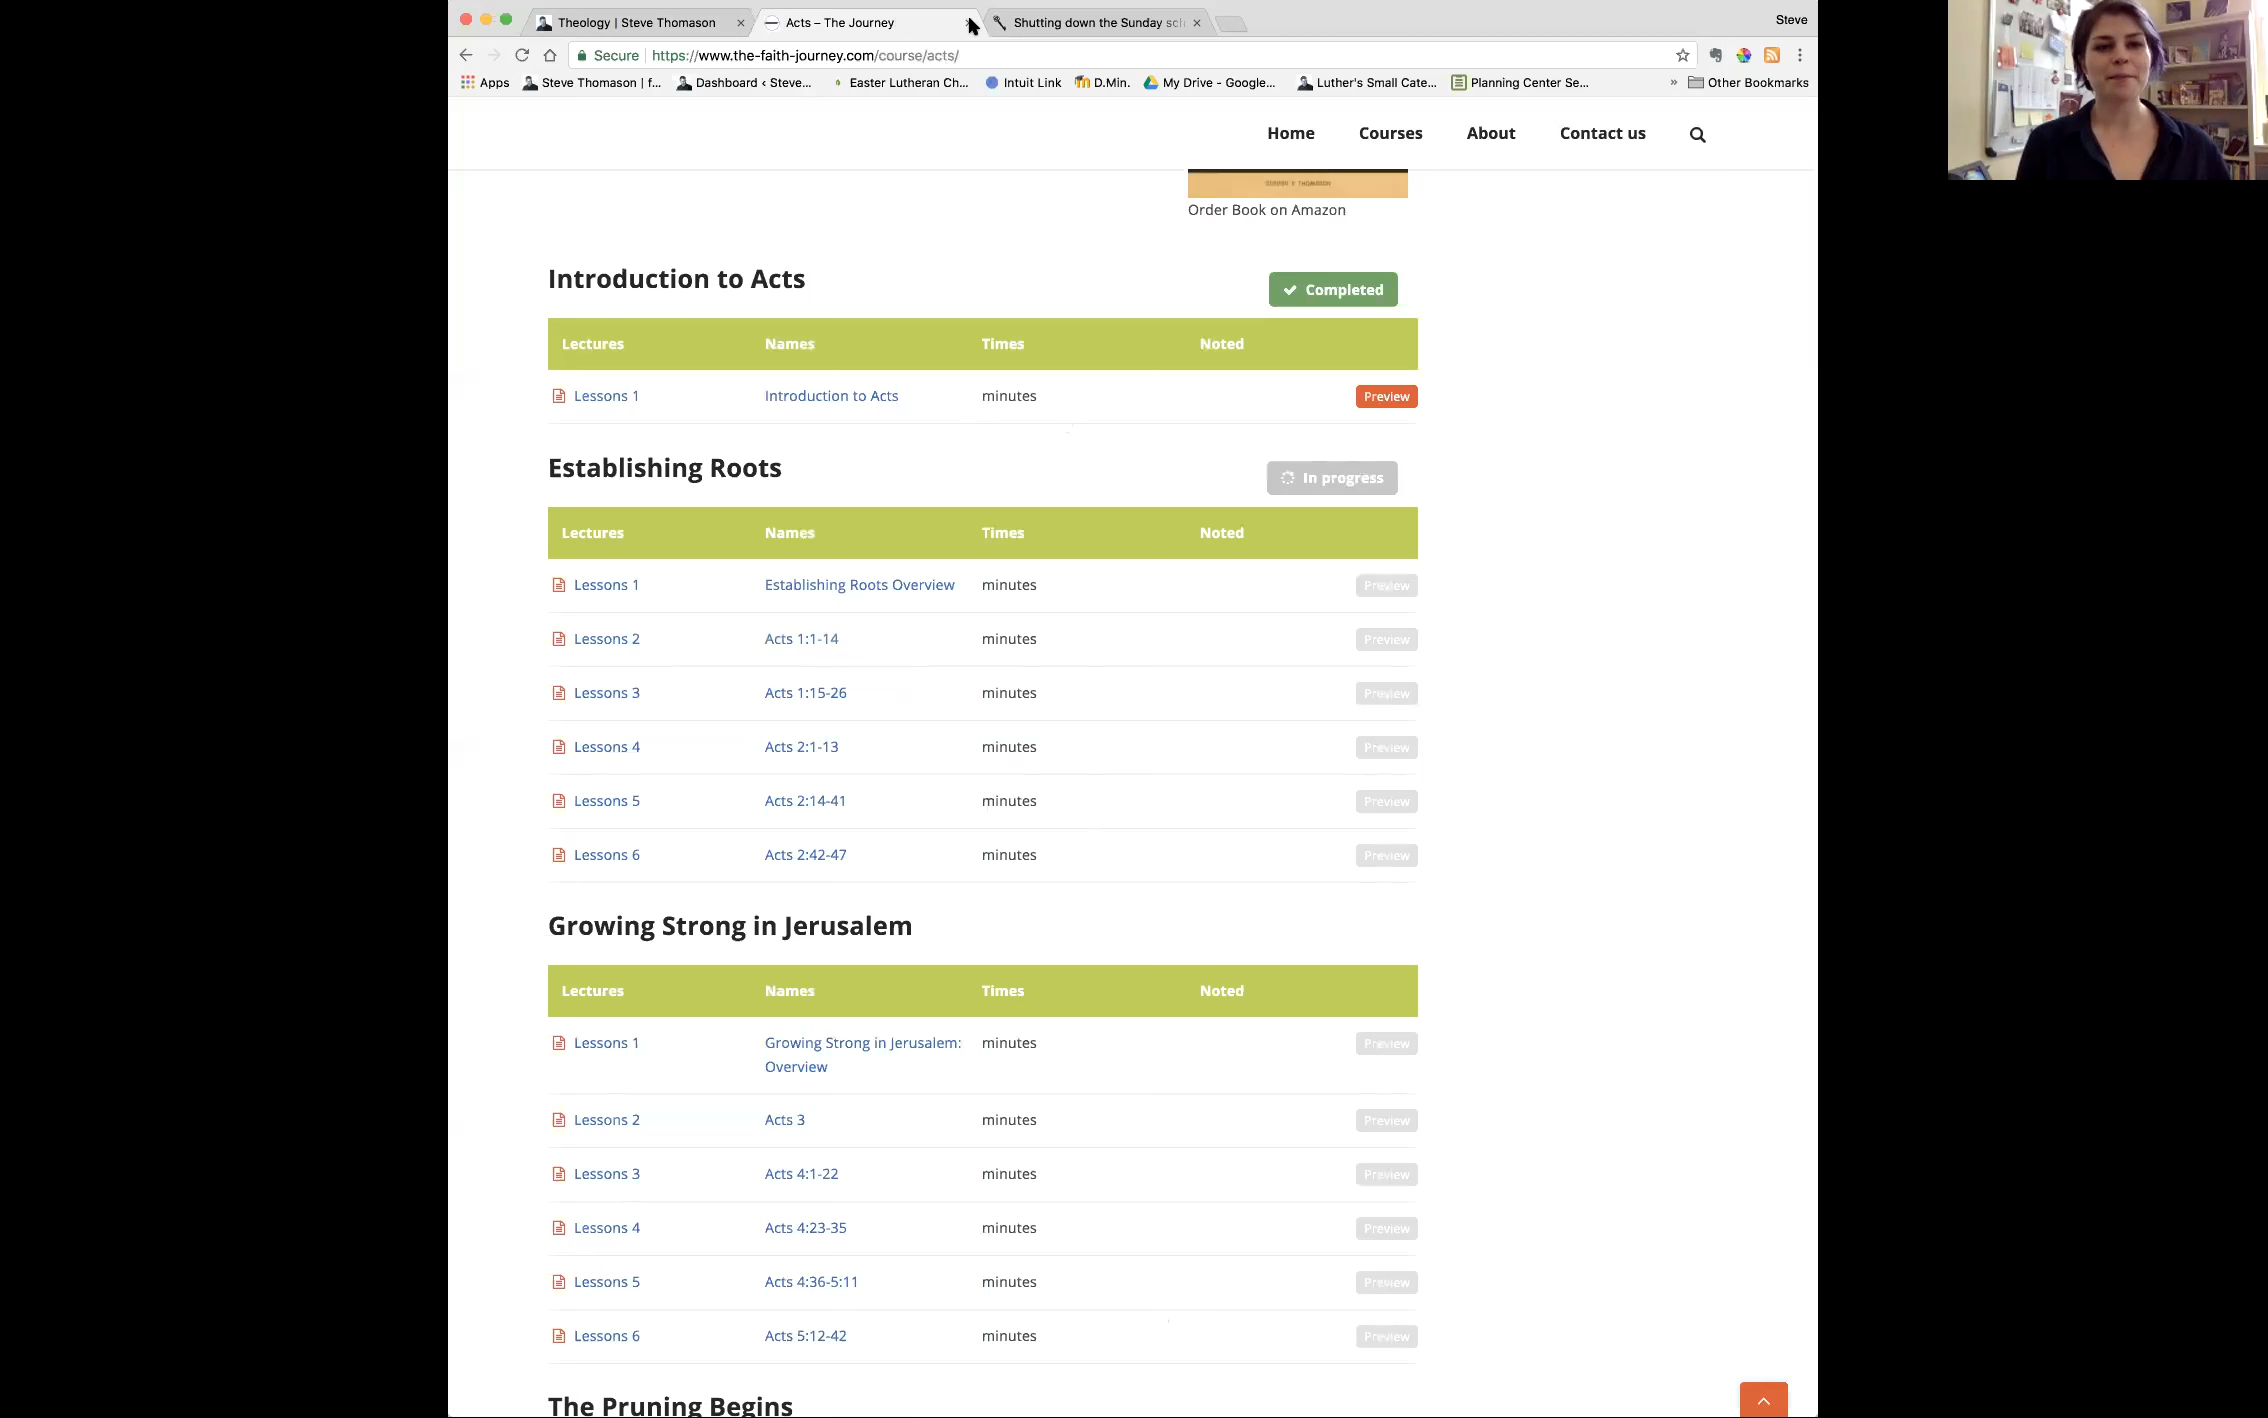 Theology | Steve Thomason
Acts – The Journey
Shutting down the Sunday sch
Steve
Secure
https://www.the-faith-journey.com/course/acts/
Apps
Steve Thomason | f...
Dashboard ‹ Steve...
Easter Lutheran Ch...
Intuit Link
D.Min.
My Drive - Google...
Luther's Small Cate...
Planning Center Se...
»
Other Bookmarks
Home
Courses
About
Contact us
Order Book on Amazon
Introduction to Acts
Completed
Lectures Names Times Noted
Lessons 1 Introduction to Acts minutes Preview
Establishing Roots
In progress
Lectures Names Times Noted
Lessons 1 Establishing Roots Overview minutes Preview
Lessons 2 Acts 1:1-14 minutes Preview
Lessons 3 Acts 1:15-26 minutes Preview
Lessons 4 Acts 2:1-13 minutes Preview
Lessons 5 Acts 2:14-41 minutes Preview
Lessons 6 Acts 2:42-47 minutes Preview
Growing Strong in Jerusalem
Lectures Names Times Noted
Lessons 1 Growing Strong in Jerusalem: minutes Preview
Overview
Lessons 2 Acts 3 minutes Preview
Lessons 3 Acts 4:1-22 minutes Preview
Lessons 4 Acts 4:23-35 minutes Preview
Lessons 5 Acts 4:36-5:11 minutes Preview
Lessons 6 Acts 5:12-42 minutes Preview
The Pruning Begins